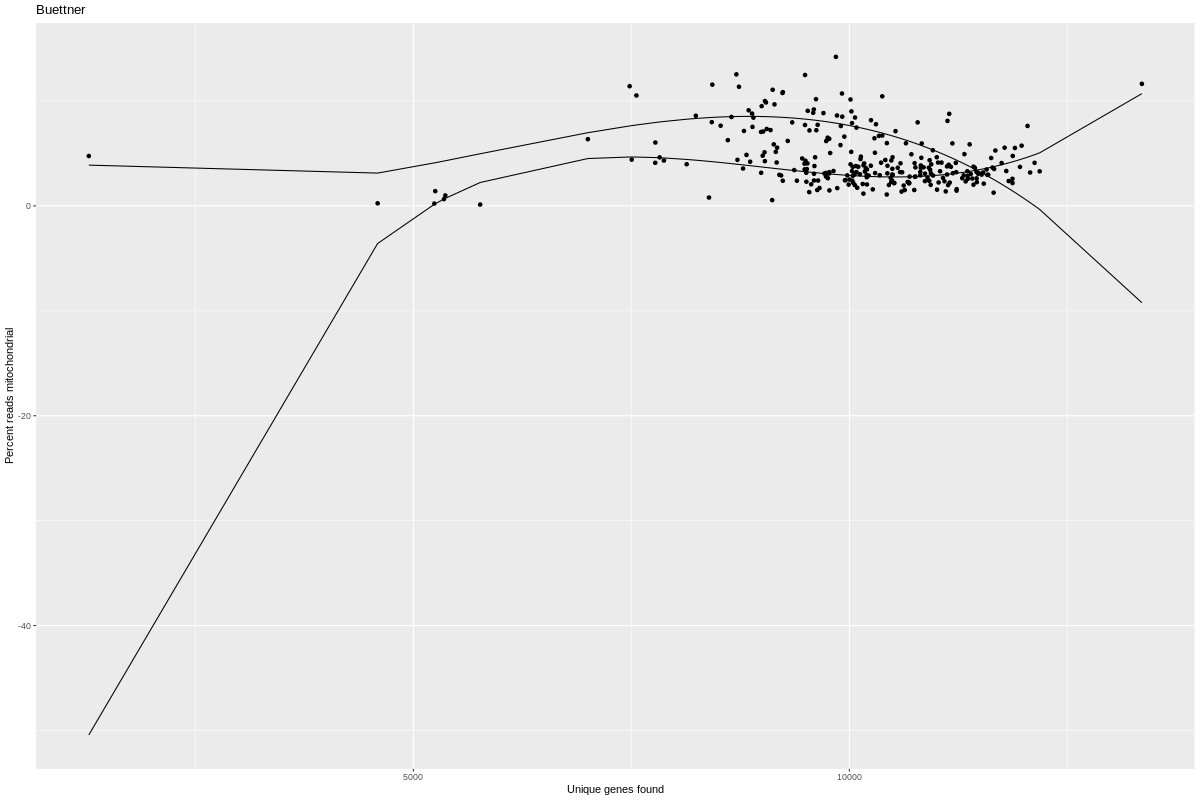 Buettner
Percent reads mitochondrial
0
-20
-40
5000
10000
Unique genes found